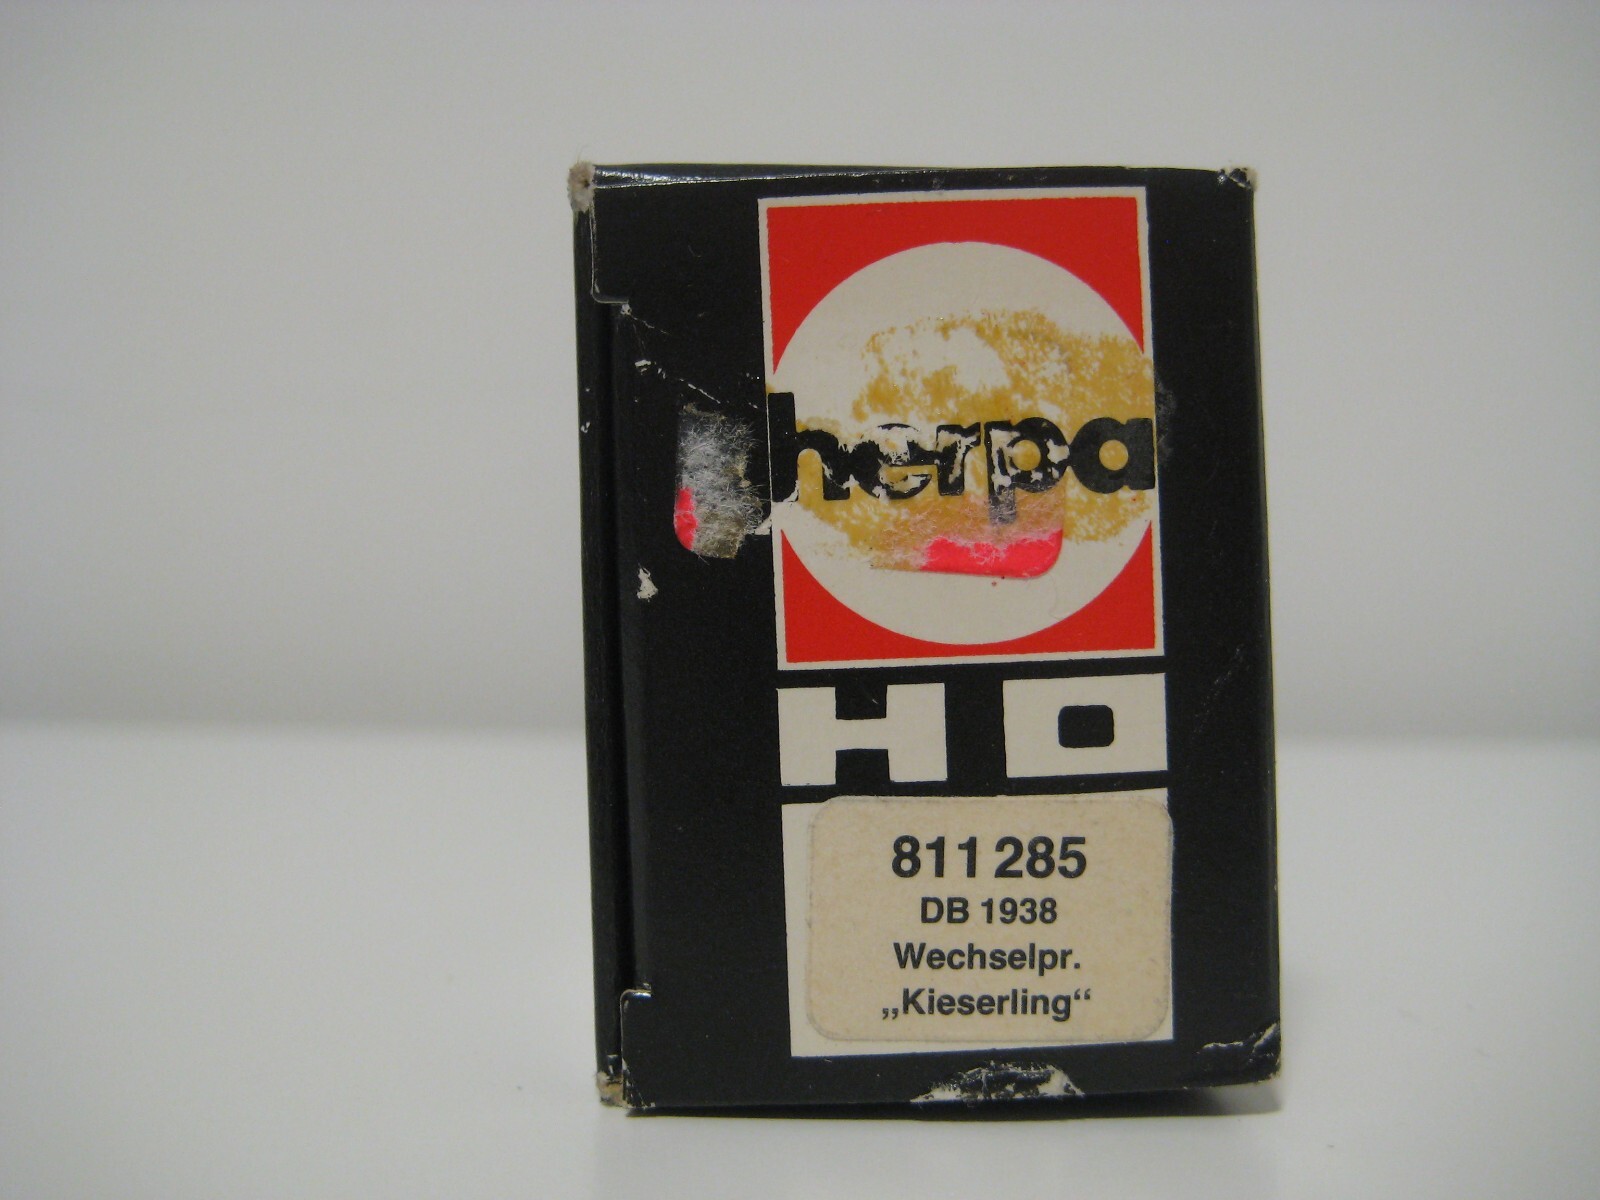 herpa
HO
811 285
DB 1938
Wechselpr.
„Kieserling“